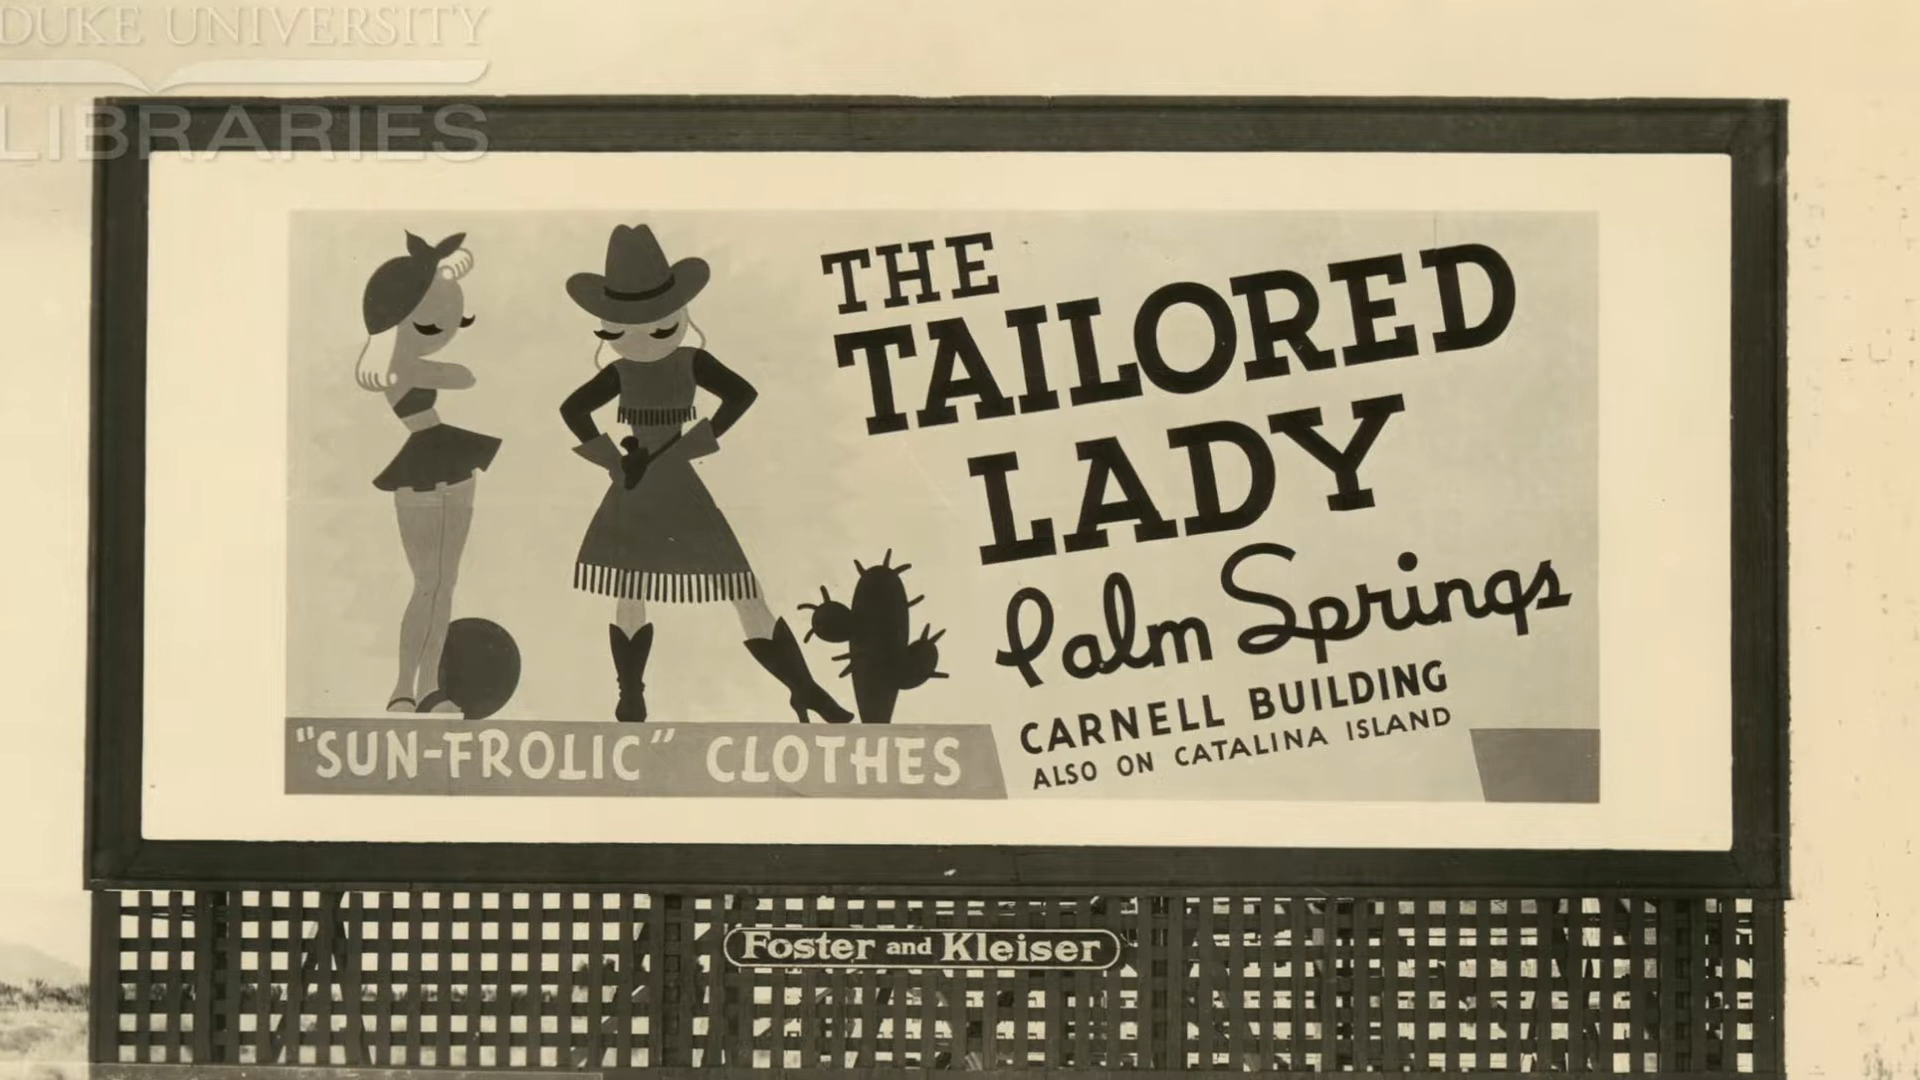 DUKE UNIVERSITY
LIBRARIES
THE
TAILORED
LADY
Palm Springs
CARNELL BUILDING
ALSO ON CATALINA ISLAND
"SUN-FROLIC" CLOTHES
Foster and Kleiser